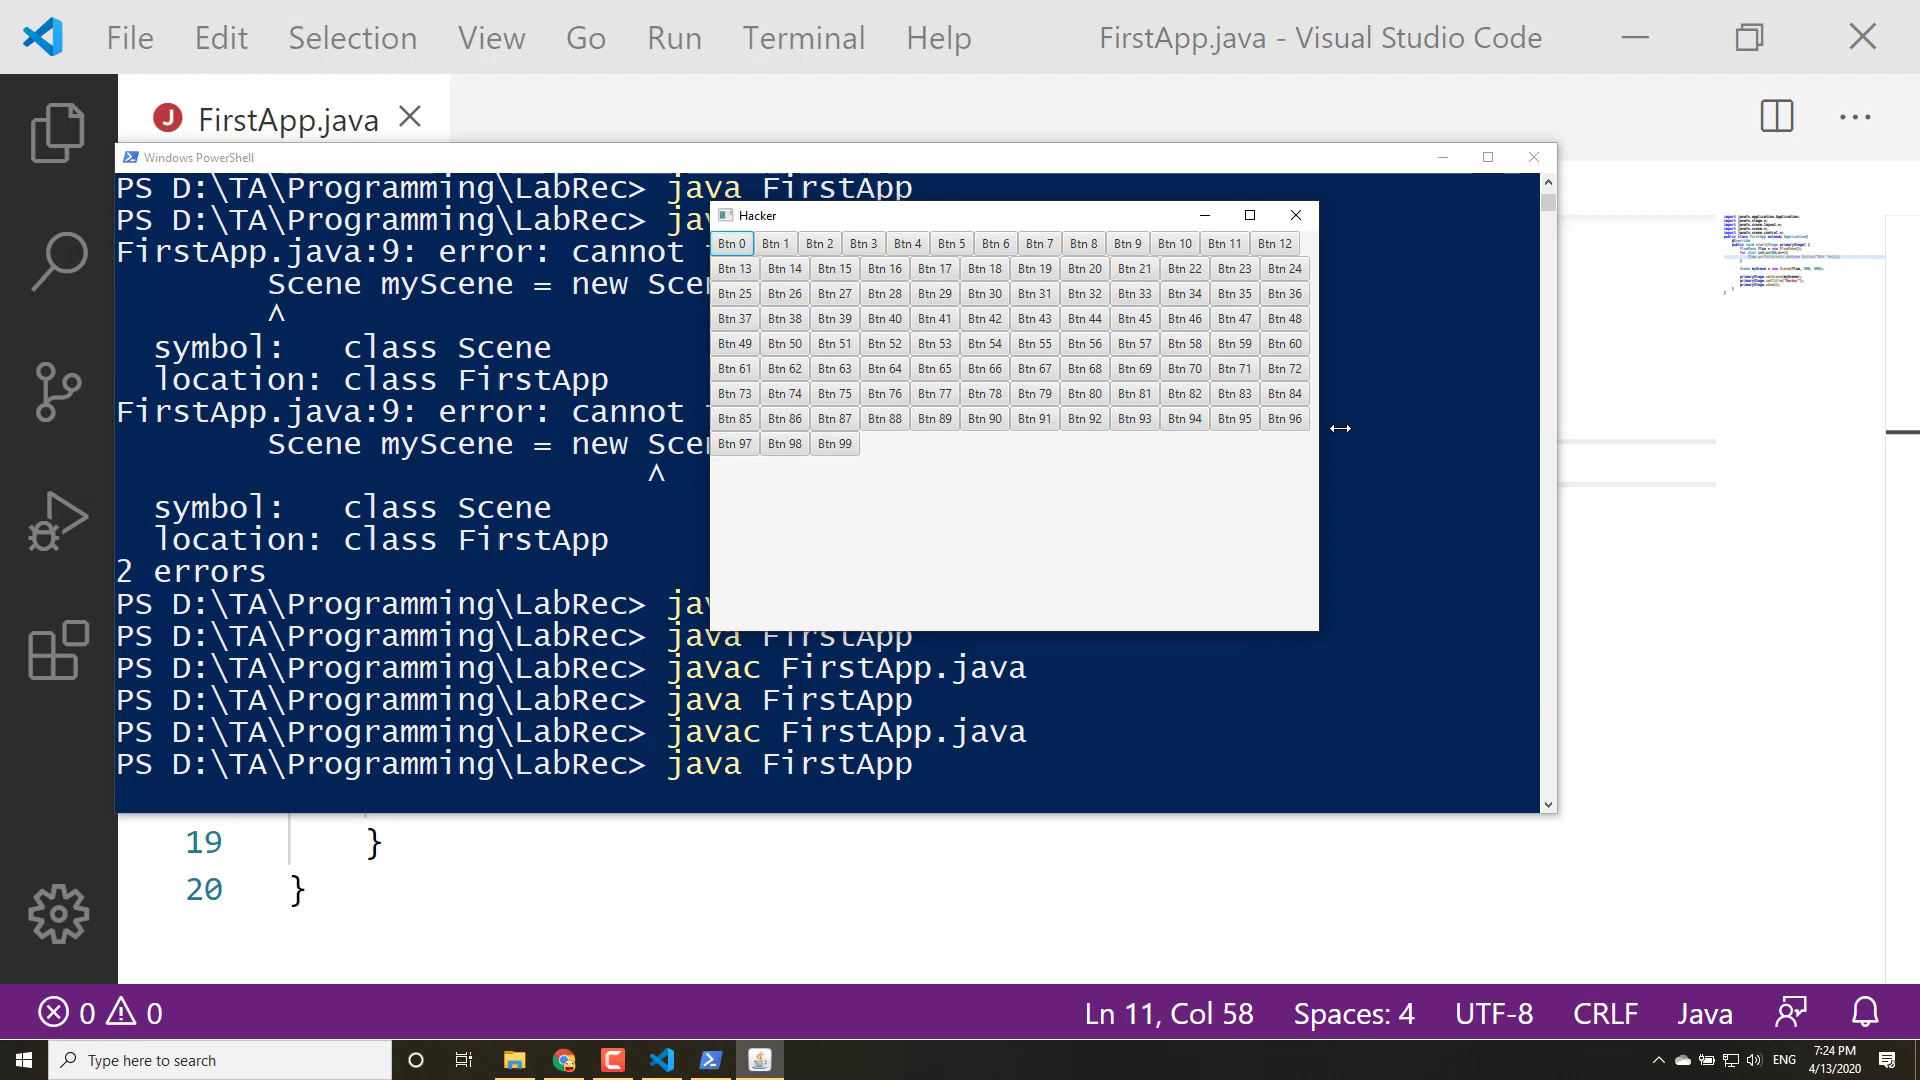 File Edit Selection View Go Run Terminal Help FirstApp.java - Visual Studio Code
J FirstApp.java
Windows PowerShell
PS D:\TA\Programming\LabRec> java FirstApp
PS D:\TA\Programming\LabRec>
FirstApp.java:9: error: cannot
Scene myScene = new
^
symbol: class Scene
location: class FirstApp
FirstApp.java:9: error: cannot
Scene myScene = new
^
symbol: class Scene
location: class FirstApp
2 errors
PS D:\TA\Programming\LabRec>
PS D:\TA\Programming\LabRec> java FirstApp
PS D:\TA\Programming\LabRec> javac FirstApp.java
PS D:\TA\Programming\LabRec> java FirstApp
PS D:\TA\Programming\LabRec> javac FirstApp.java
PS D:\TA\Programming\LabRec> java FirstApp
Hacker
Btn 0 Btn 1 Btn 2 Btn 3 Btn 4 Btn 5 Btn 6 Btn 7 Btn 8 Btn 9 Btn 10 Btn 11 Btn 12
Btn 13 Btn 14 Btn 15 Btn 16 Btn 17 Btn 18 Btn 19 Btn 20 Btn 21 Btn 22 Btn 23 Btn 24
Btn 25 Btn 26 Btn 27 Btn 28 Btn 29 Btn 30 Btn 31 Btn 32 Btn 33 Btn 34 Btn 35 Btn 36
Btn 37 Btn 38 Btn 39 Btn 40 Btn 41 Btn 42 Btn 43 Btn 44 Btn 45 Btn 46 Btn 47 Btn 48
Btn 49 Btn 50 Btn 51 Btn 52 Btn 53 Btn 54 Btn 55 Btn 56 Btn 57 Btn 58 Btn 59 Btn 60
Btn 61 Btn 62 Btn 63 Btn 64 Btn 65 Btn 66 Btn 67 Btn 68 Btn 69 Btn 70 Btn 71 Btn 72
Btn 73 Btn 74 Btn 75 Btn 76 Btn 77 Btn 78 Btn 79 Btn 80 Btn 81 Btn 82 Btn 83 Btn 84
Btn 85 Btn 86 Btn 87 Btn 88 Btn 89 Btn 90 Btn 91 Btn 92 Btn 93 Btn 94 Btn 95 Btn 96
Btn 97 Btn 98 Btn 99
19 }
20 }
0 0 Ln 11, Col 58 Spaces: 4 UTF-8 CRLF Java
Type here to search
ENG
7:24 PM
4/13/2020